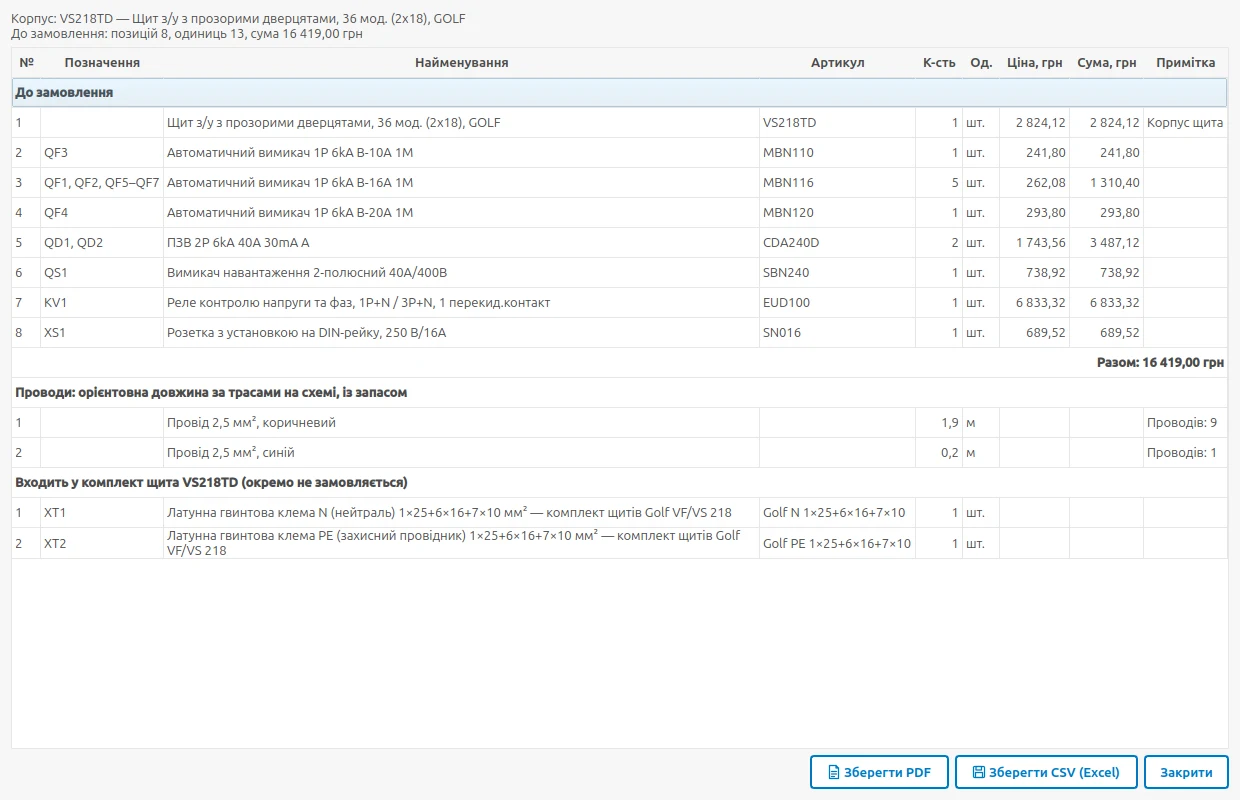 Корпус: VS218TD — Щит з/у з прозорими дверцятами, 36 мод. (2x18), GOLF
До замовлення: позицій 8, одиниць 13, сума 16 419,00 грн
№ Позначення Найменування Артикул К-сть Од. Ціна, грн Сума, грн Примітка
До замовлення
1 Щит з/у з прозорими дверцятами, 36 мод. (2x18), GOLF VS218TD 1 шт. 2 824,12 2 824,12 Корпус щита
2 QF3 Автоматичний вимикач 1P 6kA B-10A 1M MBN110 1 шт. 241,80 241,80
3 QF1, QF2, QF5–QF7 Автоматичний вимикач 1P 6kA B-16A 1M MBN116 5 шт. 262,08 1 310,40
4 QF4 Автоматичний вимикач 1P 6kA B-20A 1M MBN120 1 шт. 293,80 293,80
5 QD1, QD2 ПЗВ 2P 6kA 40A 30mA A CDA240D 2 шт. 1 743,56 3 487,12
6 QS1 Вимикач навантаження 2-полюсний 40А/400В SBN240 1 шт. 738,92 738,92
7 KV1 Реле контролю напруги та фаз, 1P+N / 3P+N, 1 перекид.контакт EUD100 1 шт. 6 833,32 6 833,32
8 XS1 Розетка з установкою на DIN-рейку, 250 В/16А SN016 1 шт. 689,52 689,52
Разом: 16 419,00 грн
Проводи: орієнтовна довжина за трасами на схемі, із запасом
1 Провід 2,5 мм², коричневий 1,9 м Проводів: 9
2 Провід 2,5 мм², синій 0,2 м Проводів: 1
Входить у комплект щита VS218TD (окремо не замовляється)
1 XT1 Латунна гвинтова клема N (нейтраль) 1×25+6×16+7×10 мм² — комплект щитів Golf VF/VS 218 Golf N 1×25+6×16+7×10 1 шт.
2 XT2 Латунна гвинтова клема PE (захисний провідник) 1×25+6×16+7×10 мм² — комплект щитів Golf
VF/VS 218 Golf PE 1×25+6×16+7×10 1 шт.
Зберегти PDF Зберегти CSV (Excel) Закрити